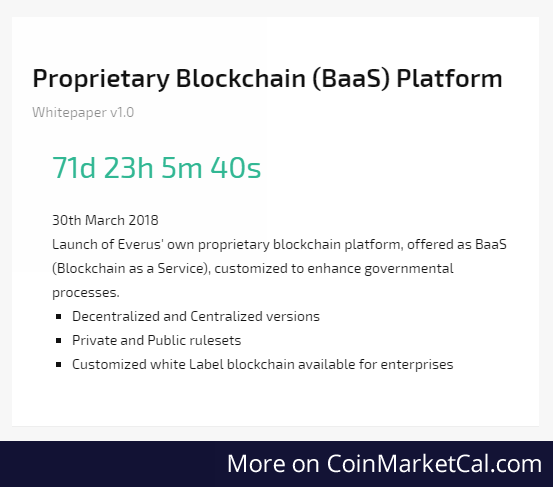 Proprietary Blockchain (BaaS) Platform
Whitepaper v1.0
71d 23h 5m 40s
30th March 2018
Launch of Everus' own proprietary blockchain platform, offered as BaaS
(Blockchain as a Service), customized to enhance governmental
processes.
▪ Decentralized and Centralized versions
▪ Private and Public rulesets
▪ Customized white Label blockchain available for enterprises
More on CoinMarketCal.com